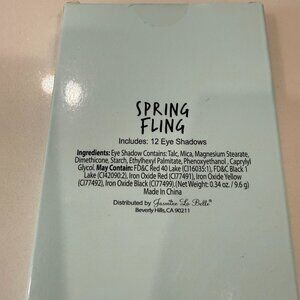 SPRING
FLING
Includes: 12 Eye Shadows
Ingredients: Eye Shadow Contains: Talc, Mica, Magnesium Stearate,
Dimethicone, Starch, Ethylhexyl Palmitate, Phenoxyethanol , Caprylyl
Glycol. May Contain: FD&C Red 40 Lake (CI16035:1), FD&C Black 1
Lake (CI42090:2), Iron Oxide Red (CI77491), Iron Oxide Yellow
(CI77492), Iron Oxide Black (CI77499). (Net Weight: 0.34 oz. / 9.6 g)
Made In China
Distributed by Jasmine La Belle®
Beverly Hills, CA 90211